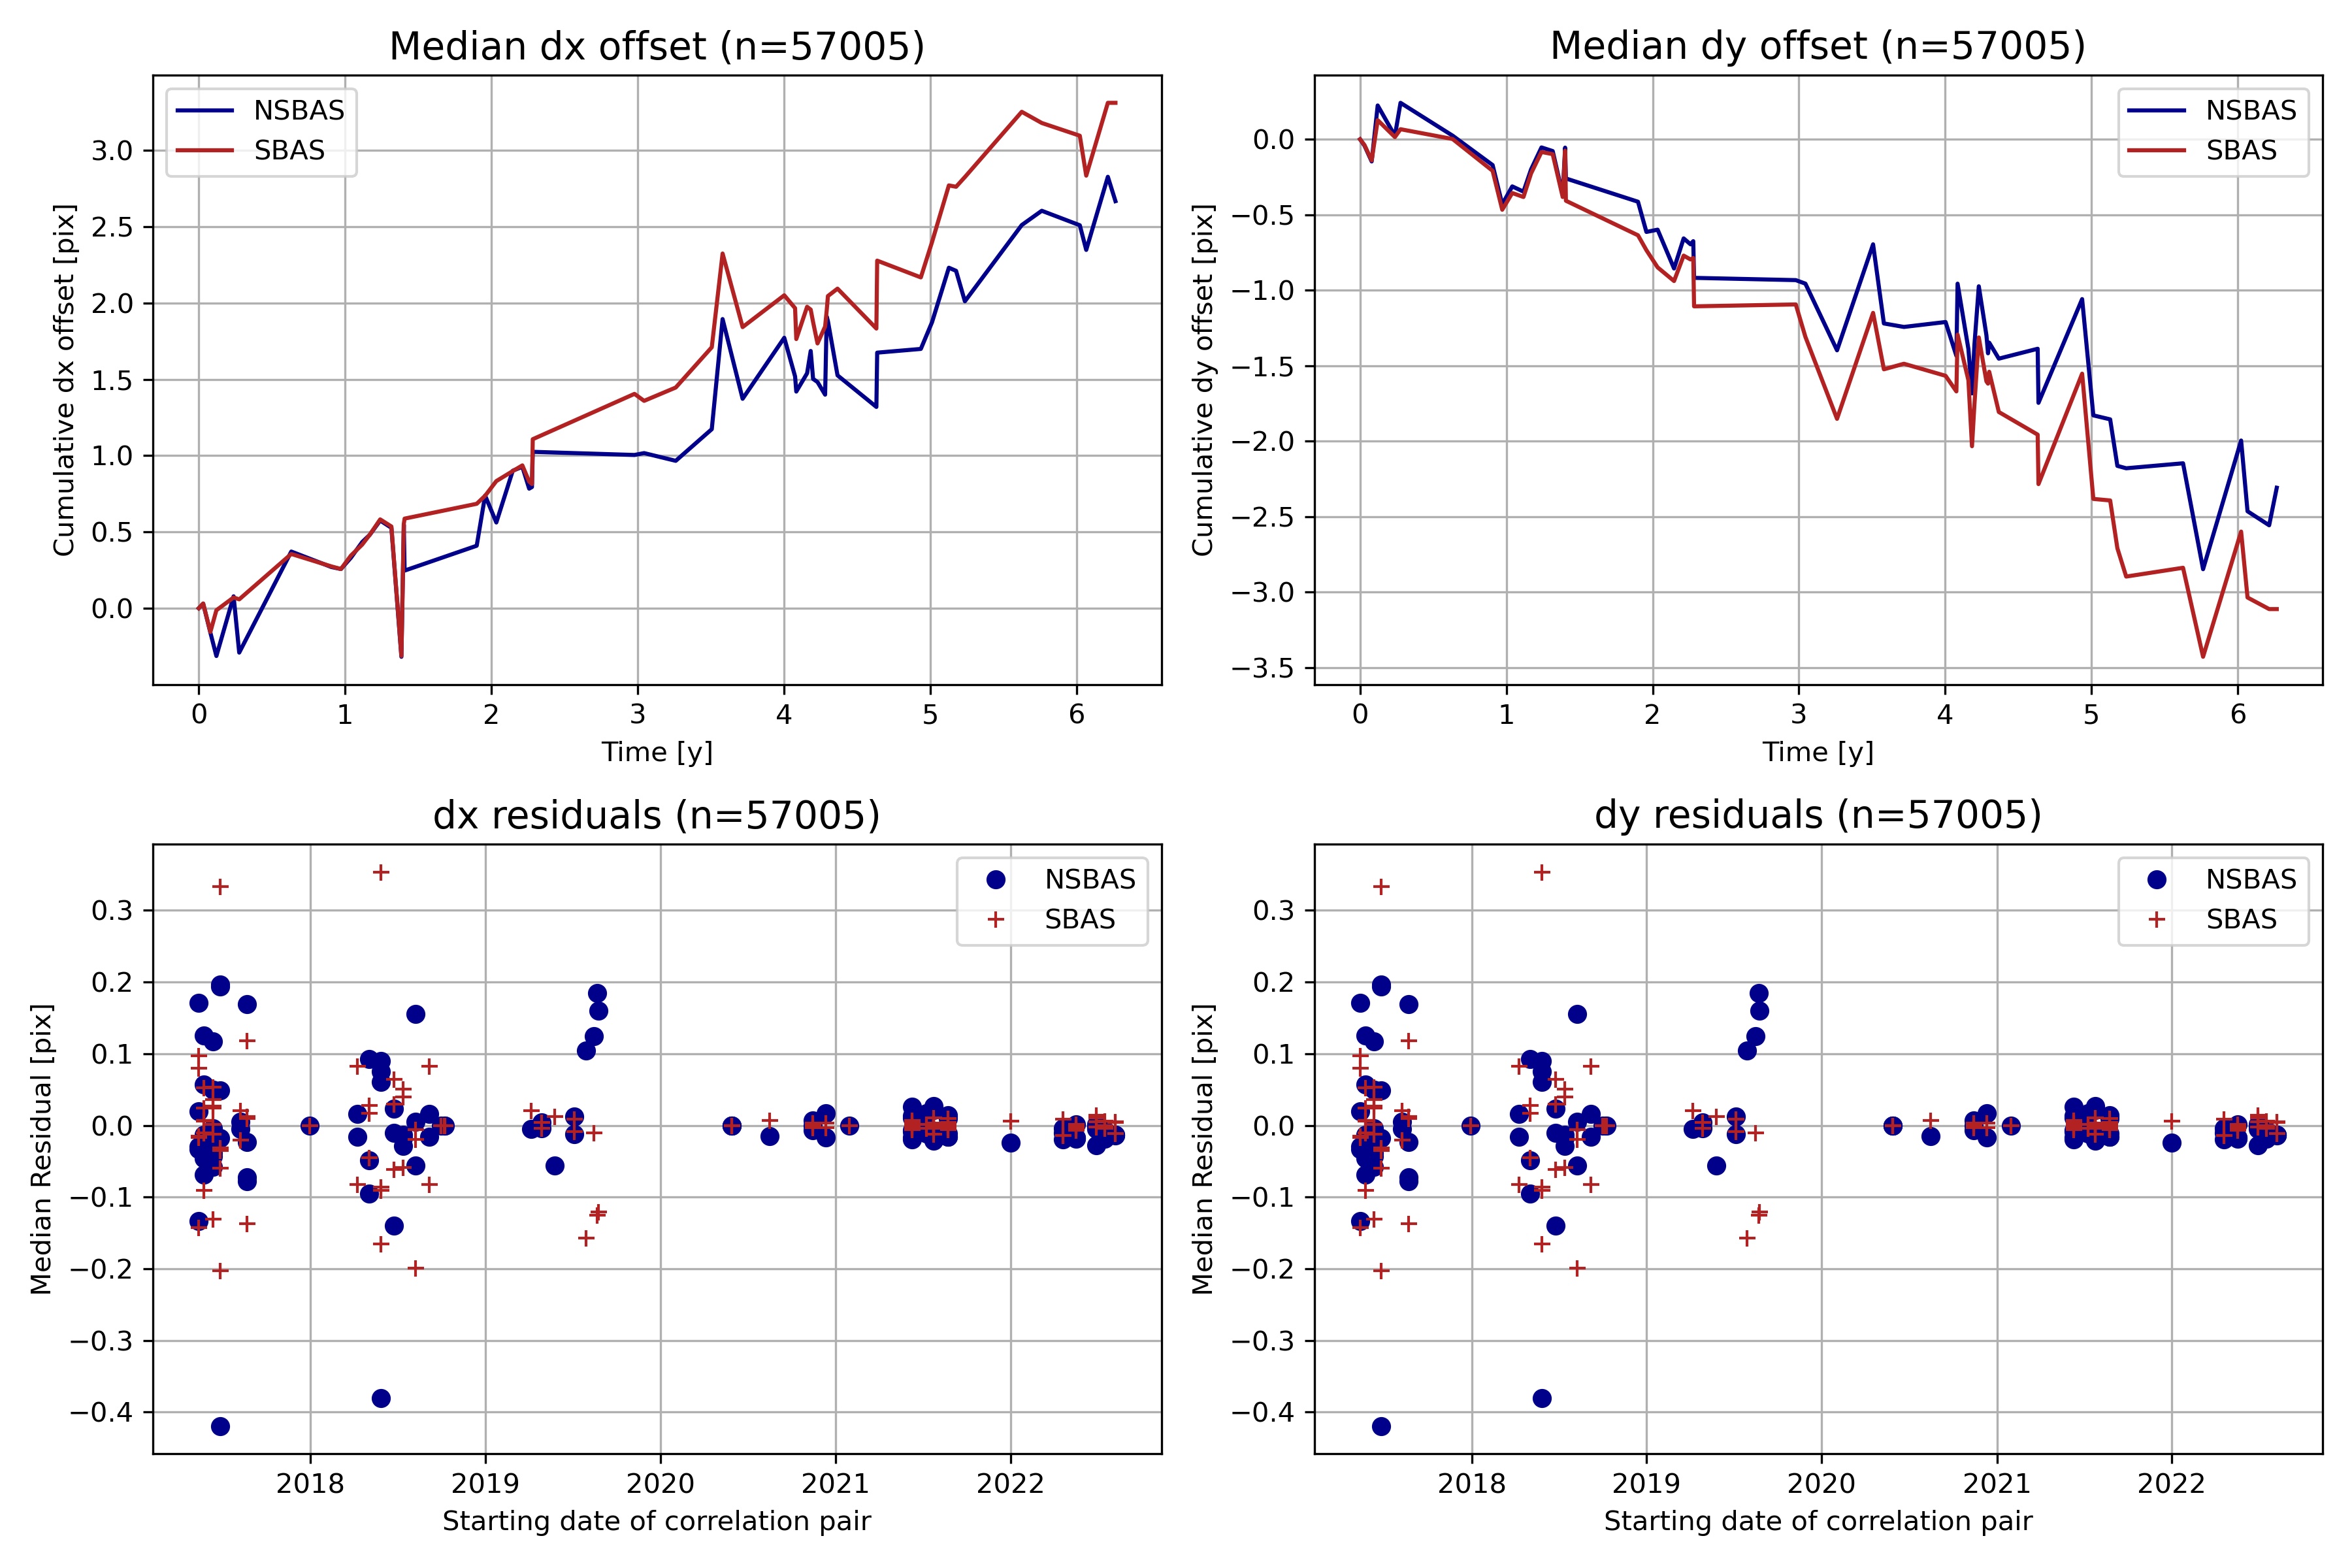 Median dx offset (n=57005)
Cumulative dx offset [pix]
3.0
2.5
2.0
1.5
1.0
0.5
0.0
NSBAS
SBAS
0 1 2 3 4 5 6
Time [y]
Median dy offset (n=57005)
Cumulative dy offset [pix]
0.0
−0.5
−1.0
−1.5
−2.0
−2.5
−3.0
−3.5
NSBAS
SBAS
0 1 2 3 4 5 6
Time [y]
dx residuals (n=57005)
Median Residual [pix]
0.3
0.2
0.1
0.0
−0.1
−0.2
−0.3
−0.4
NSBAS
SBAS
2018 2019 2020 2021 2022
Starting date of correlation pair
dy residuals (n=57005)
Median Residual [pix]
0.3
0.2
0.1
0.0
−0.1
−0.2
−0.3
−0.4
NSBAS
SBAS
2018 2019 2020 2021 2022
Starting date of correlation pair